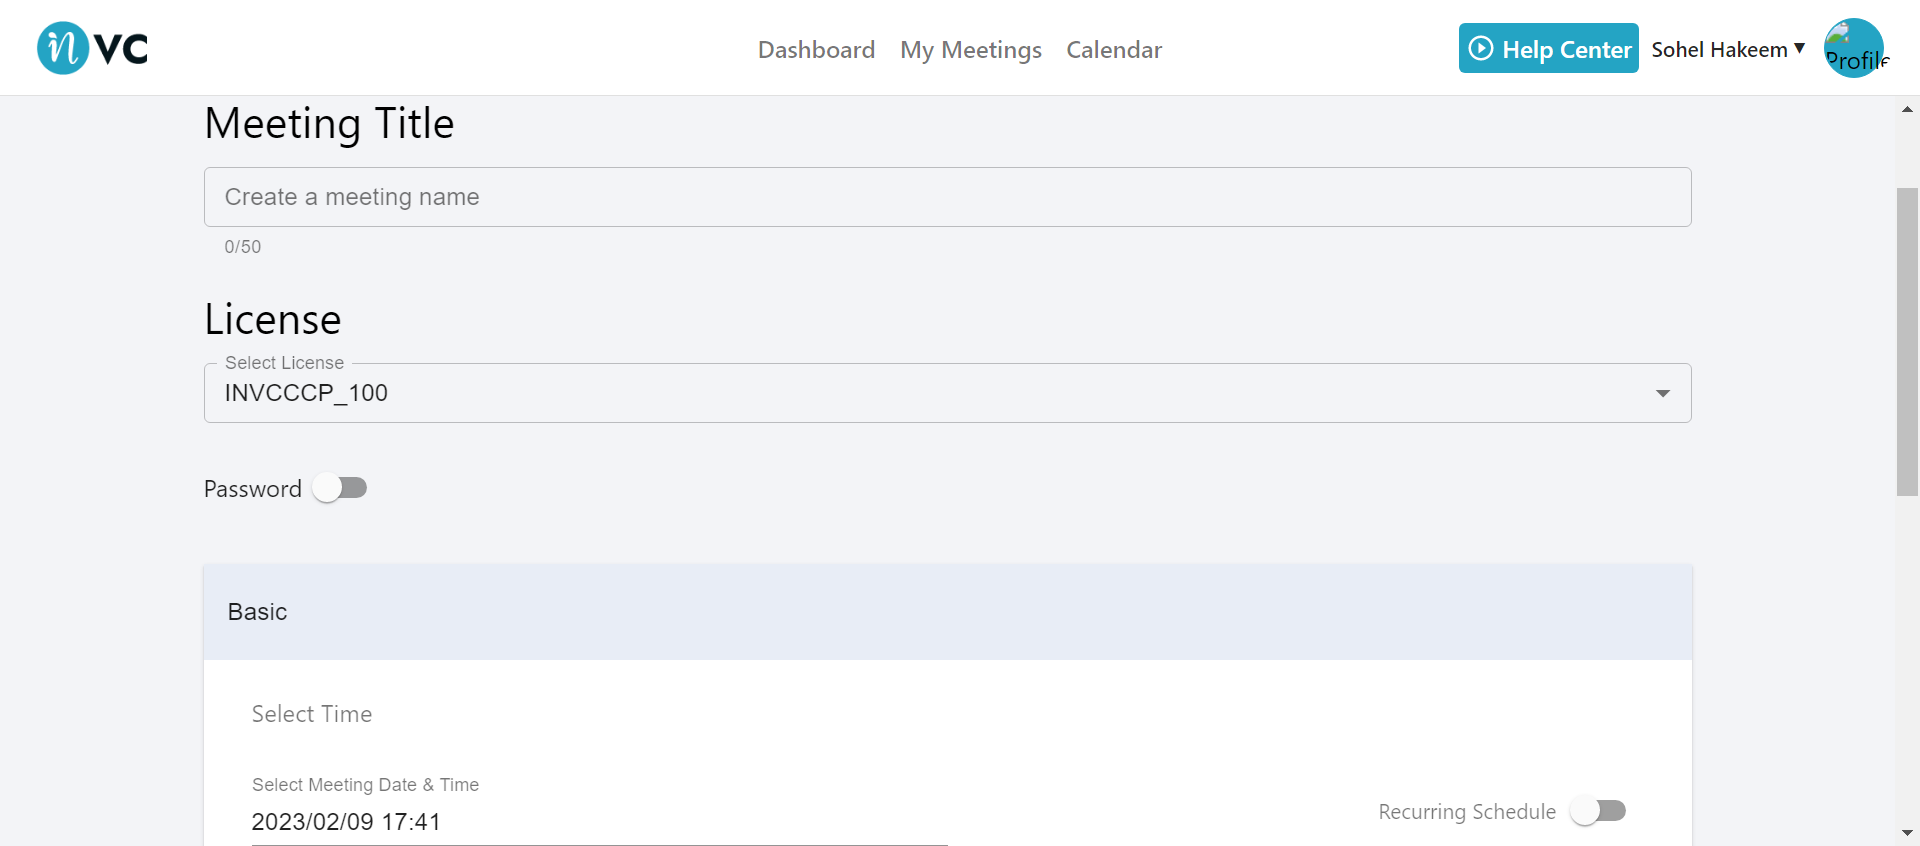 n VC
Dashboard My Meetings Calendar
Help Center Sohel Hakeem ▼ Profile
Meeting Title
Create a meeting name
0/50
License
Select License
INVCCCP_100
Password
Basic
Select Time
Select Meeting Date & Time
2023/02/09 17:41
Recurring Schedule